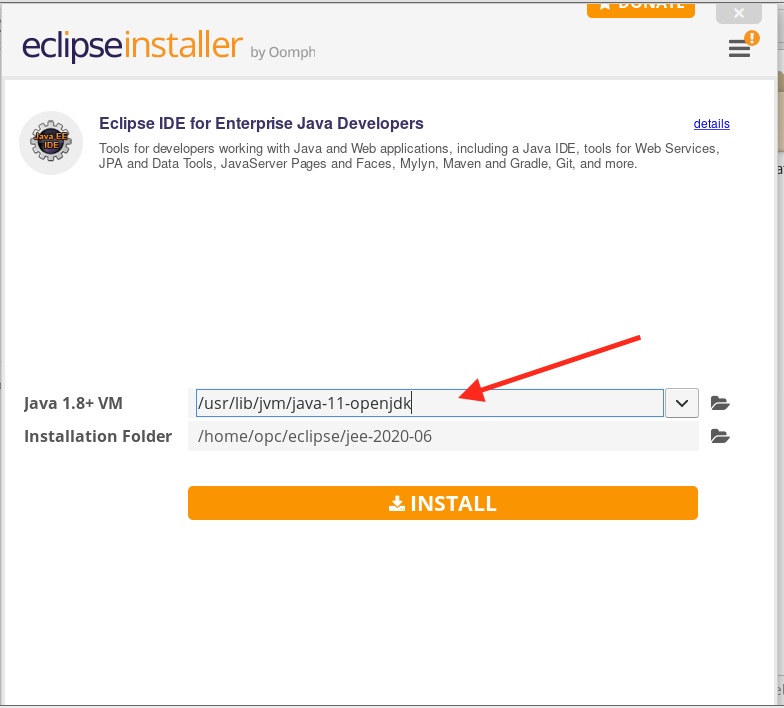 DONATE
eclipseinstaller by Oomph
!
Java EE
IDE
Eclipse IDE for Enterprise Java Developers
details
Tools for developers working with Java and Web applications, including a Java IDE, tools for Web Services,
JPA and Data Tools, JavaServer Pages and Faces, Mylyn, Maven and Gradle, Git, and more.
Java 1.8+ VM
/usr/lib/jvm/java-11-openjdk
Installation Folder
/home/opc/eclipse/jee-2020-06
INSTALL